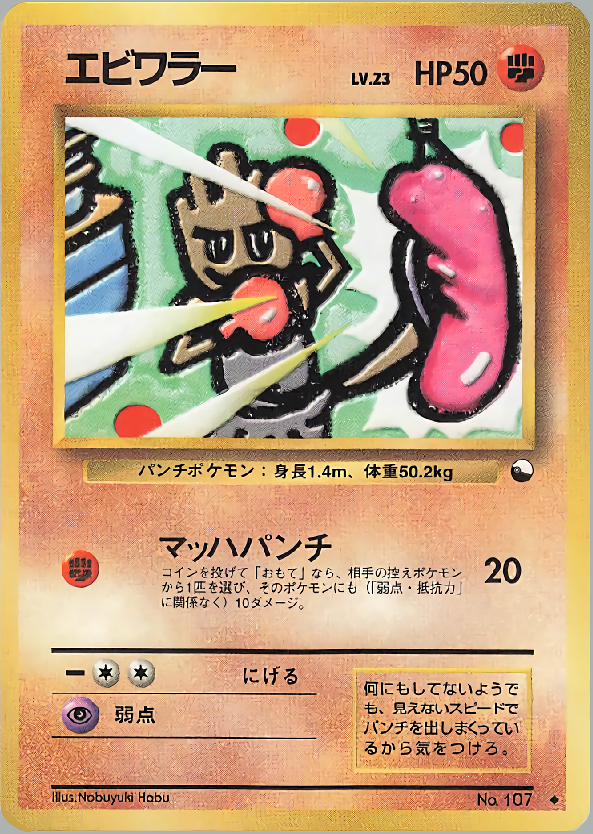 エビワラー LV.23 HP50
パンチポケモン：身長1.4m、体重50.2kg
マッハパンチ 20
コインを投げて「おもて」なら、相手の控えポケモン
から1匹を選び、そのポケモンにも（「弱点・抵抗力」
に関係なく）10ダメージ。
にげる
弱点
何にもしてないようで
も、見えないスピードで
パンチを出しまくってい
るから気をつけろ。
Illus.Nobuyuki Habu No. 107